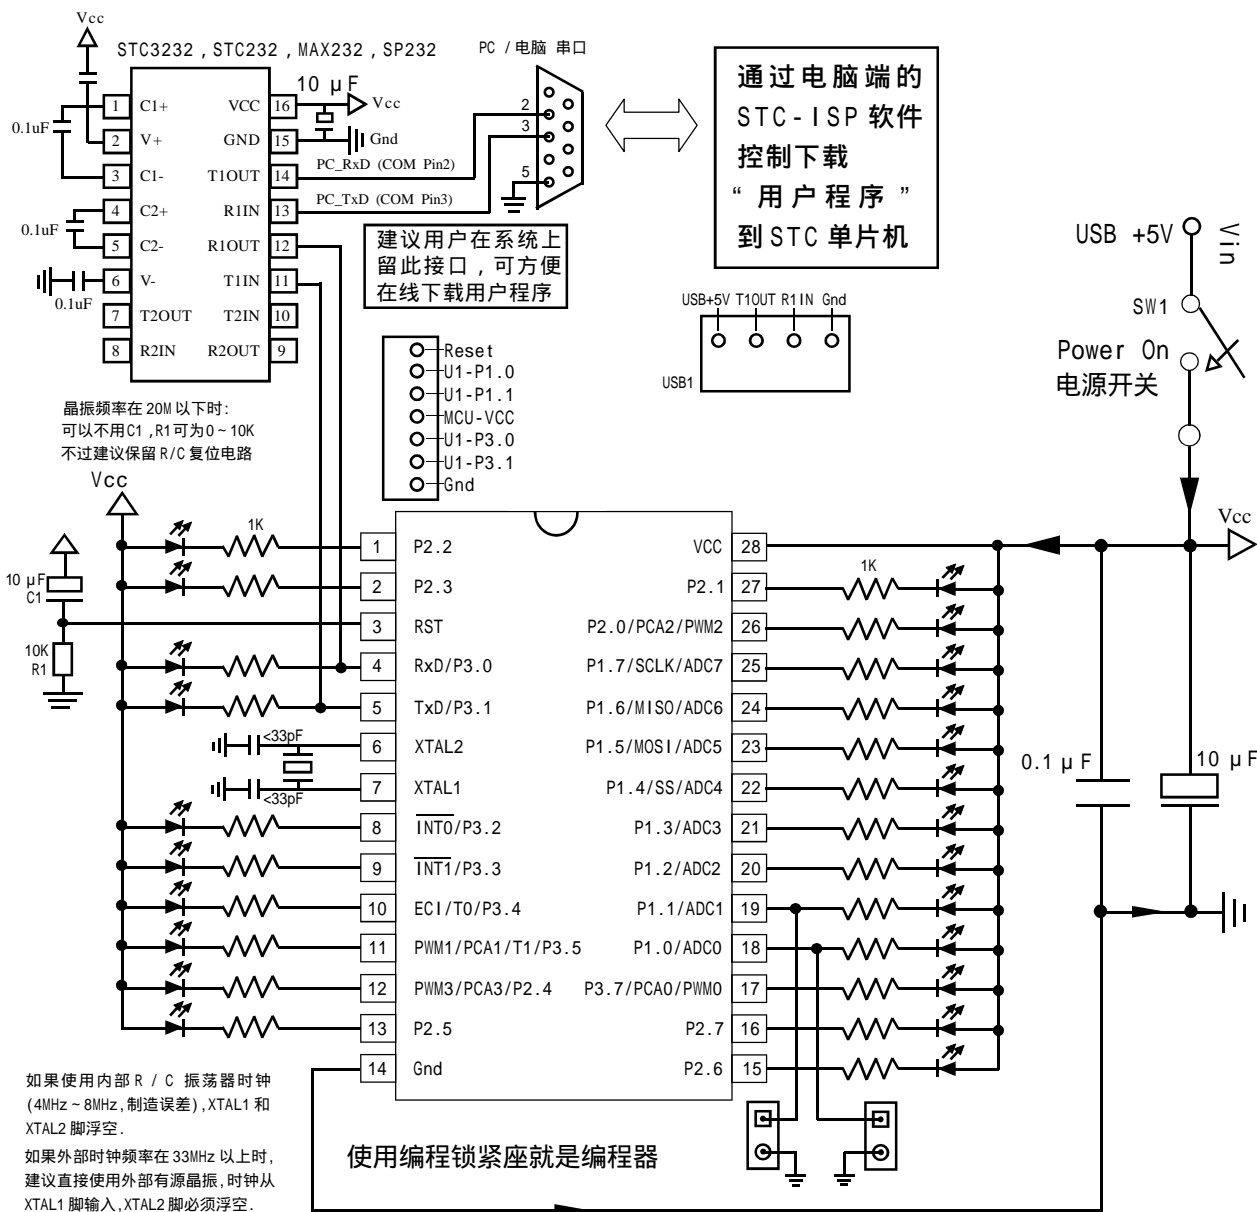 Vcc
STC3232 , STC232 , MAX232 , SP232
PC / 电脑 串口
10 μF
1 C1+ VCC 16 Vcc
0.1uF
2 V+ GND 15 Gnd
3 C1- T1OUT 14 PC_RxD (COM Pin2)
4 C2+ R1IN 13 PC_TxD (COM Pin3)
0.1uF
5 C2- R1OUT 12
6 V- T1IN 11
0.1uF
7 T2OUT T2IN 10
8 R2IN R2OUT 9
2
3
5
通过电脑端的
STC-ISP 软件
控制下载
“ 用户程序 ”
到 STC 单片机
建议用户在系统上
留此接口 , 可方便
在线下载用户程序
USB+5V T1OUT R1IN Gnd
USB1
USB +5V
Vin
SW1
Power On
电源开关
Reset
U1-P1.0
U1-P1.1
MCU-VCC
U1-P3.0
U1-P3.1
Gnd
晶振频率在 20M 以下时:
可以不用C1 , R1可为0~10K
不过建议保留 R/C 复位电路
Vcc
Vcc
1K
10 μF
C1
10K
R1
<33pF
<33pF
1 P2.2
2 P2.3
3 RST
4 RxD/P3.0
5 TxD/P3.1
6 XTAL2
7 XTAL1
8 INT0/P3.2
9 INT1/P3.3
10 ECI/T0/P3.4
11 PWM1/PCA1/T1/P3.5
12 PWM3/PCA3/P2.4
13 P2.5
14 Gnd
VCC 28
1K
P2.1 27
P2.0/PCA2/PWM2 26
P1.7/SCLK/ADC7 25
P1.6/MISO/ADC6 24
P1.5/MOSI/ADC5 23
P1.4/SS/ADC4 22
P1.3/ADC3 21
P1.2/ADC2 20
P1.1/ADC1 19
P1.0/ADC0 18
P3.7/PCA0/PWM0 17
P2.7 16
P2.6 15
0.1 μF
10 μF
如果使用内部 R / C 振荡器时钟
(4MHz~8MHz,制造误差),XTAL1 和
XTAL2 脚浮空.
如果外部时钟频率在 33MHz 以上时,
建议直接使用外部有源晶振,时钟从
XTAL1 脚输入,XTAL2 脚必须浮空.
使用编程锁紧座就是编程器